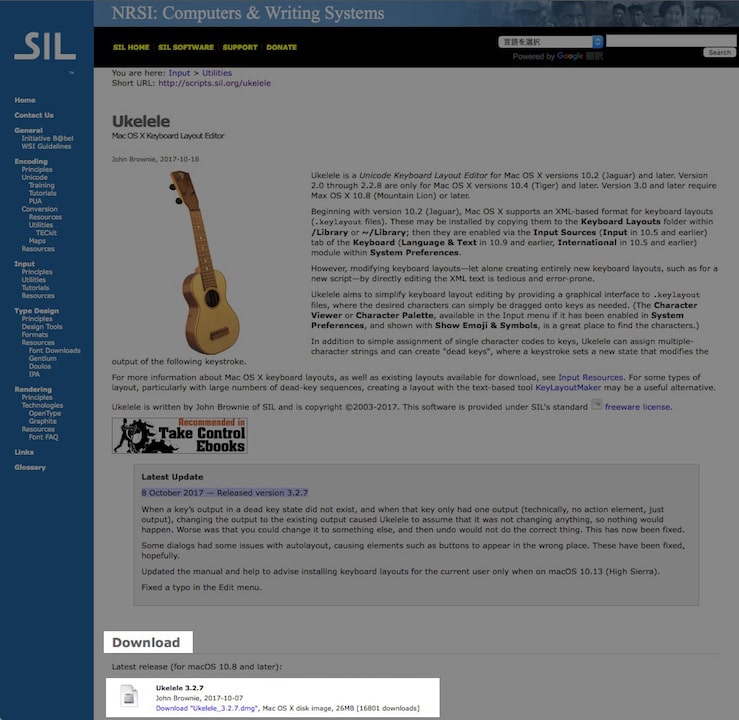 NRSI: Computers & Writing Systems
SIL
™
SIL HOME SIL SOFTWARE SUPPORT DONATE
言語を選択
Search
Powered by Google 翻訳
You are here: Input > Utilities
Short URL: http://scripts.sil.org/ukelele
Home
Contact Us
General
Initiative B@bel
WSI Guidelines
Encoding
Principles
Unicode
Training
Tutorials
PUA
Conversion
Resources
Utilities
TECkit
Maps
Resources
Input
Principles
Utilities
Tutorials
Resources
Type Design
Principles
Design Tools
Formats
Resources
Font Downloads
Gentium
Doulos
IPA
Rendering
Principles
Technologies
OpenType
Graphite
Resources
Font FAQ
Links
Glossary
Ukelele
Mac OS X Keyboard Layout Editor
John Brownie, 2017-10-18
Ukelele is a Unicode Keyboard Layout Editor for Mac OS X versions 10.2 (Jaguar) and later. Version
2.0 through 2.2.8 are only for Mac OS X versions 10.4 (Tiger) and later. Version 3.0 and later require
Max OS X 10.8 (Mountain Lion) or later.
Beginning with version 10.2 (Jaguar), Mac OS X supports an XML-based format for keyboard layouts
(.keylayout files). These may be installed by copying them to the Keyboard Layouts folder within
/Library or ~/Library; then they are enabled via the Input Sources (Input in 10.5 and earlier)
tab of the Keyboard (Language & Text in 10.9 and earlier, International in 10.5 and earlier)
module within System Preferences.
However, modifying keyboard layouts—let alone creating entirely new keyboard layouts, such as for a
new script—by directly editing the XML text is tedious and error-prone.
Ukelele aims to simplify keyboard layout editing by providing a graphical interface to .keylayout
files, where the desired characters can simply be dragged onto keys as needed. (The Character
Viewer or Character Palette, available in the Input menu if it has been enabled in System
Preferences, and shown with Show Emoji & Symbols, is a great place to find the characters.)
In addition to simple assignment of single character codes to keys, Ukelele can assign multiple-
character strings and can create "dead keys", where a keystroke sets a new state that modifies the
output of the following keystroke.
For more information about Mac OS X keyboard layouts, as well as existing layouts available for download, see Input Resources. For some types of
layout, particularly with large numbers of dead-key sequences, creating a layout with the text-based tool KeyLayoutMaker may be a useful alternative.
Ukelele is written by John Brownie of SIL and is copyright ©2003-2017. This software is provided under SIL's standard freeware license.
Recommended in
Take Control
Ebooks
Latest Update
8 October 2017 — Released version 3.2.7
When a key's output in a dead key state did not exist, and when that key only had one output (technically, no action element, just
output), changing the output to the existing output caused Ukelele to assume that it was not changing anything, so nothing would
happen. Worse was that you could change it to something else, and then undo would not do the correct thing. This has now been fixed.
Some dialogs had some issues with autolayout, causing elements such as buttons to appear in the wrong place. These have been fixed,
hopefully.
Updated the manual and help to advise installing keyboard layouts for the current user only when on macOS 10.13 (High Sierra).
Fixed a typo in the Edit menu.
Download
Latest release (for macOS 10.8 and later):
Ukelele 3.2.7
John Brownie, 2017-10-07
Download "Ukelele_3.2.7.dmg", Mac OS X disk image, 26MB [16801 downloads]